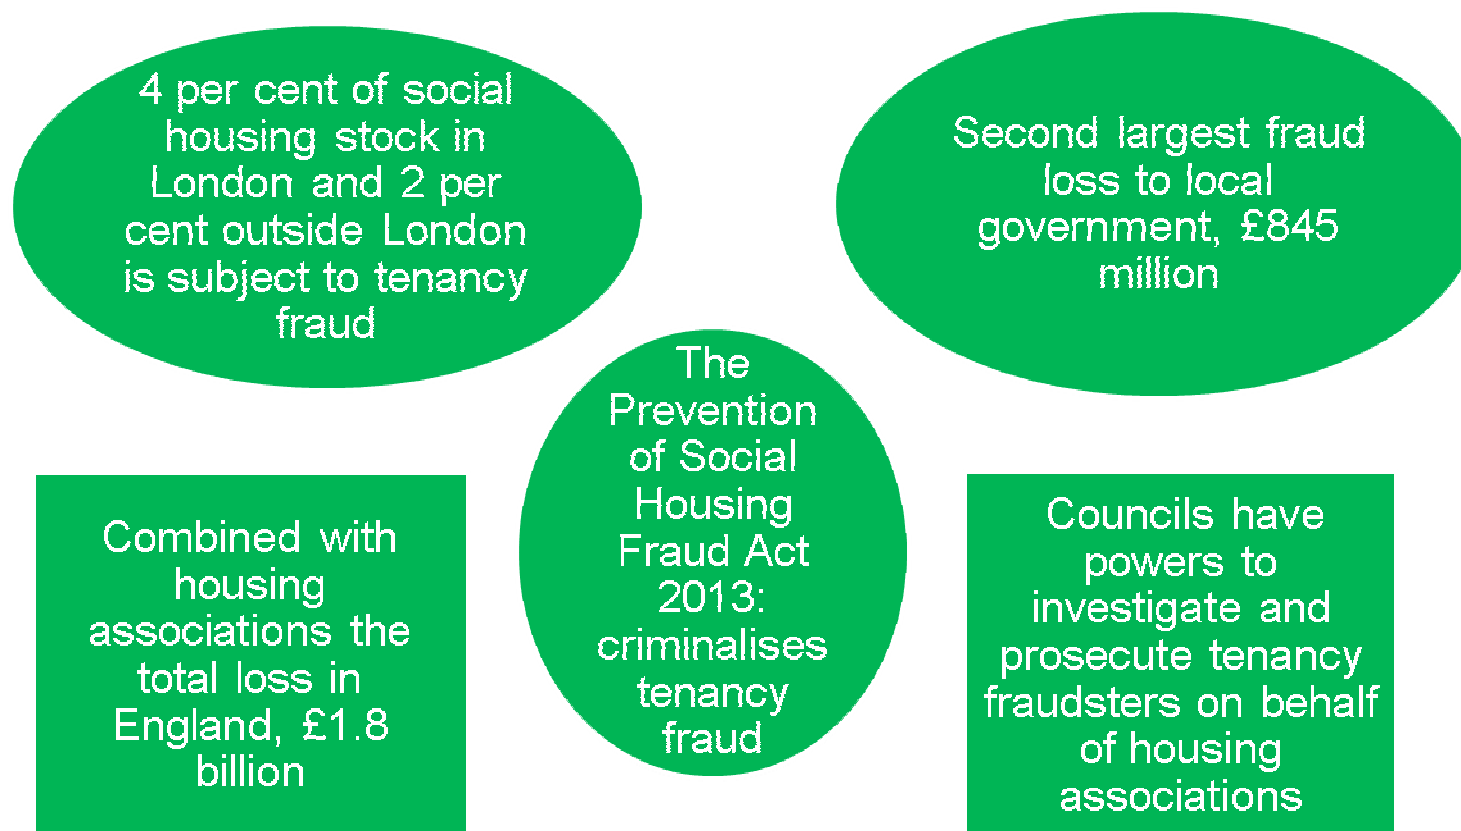 4 per cent of social
housing stock in
London and 2 per
cent outside London
is subject to tenancy
fraud
Second largest fraud
loss to local
government, £845
million
The
Prevention
of Social
Housing
Fraud Act
2013:
criminalises
tenancy
fraud
Combined with
housing
associations the
total loss in
England, £1.8
billion
Councils have
powers to
investigate and
prosecute tenancy
fraudsters on behalf
of housing
associations